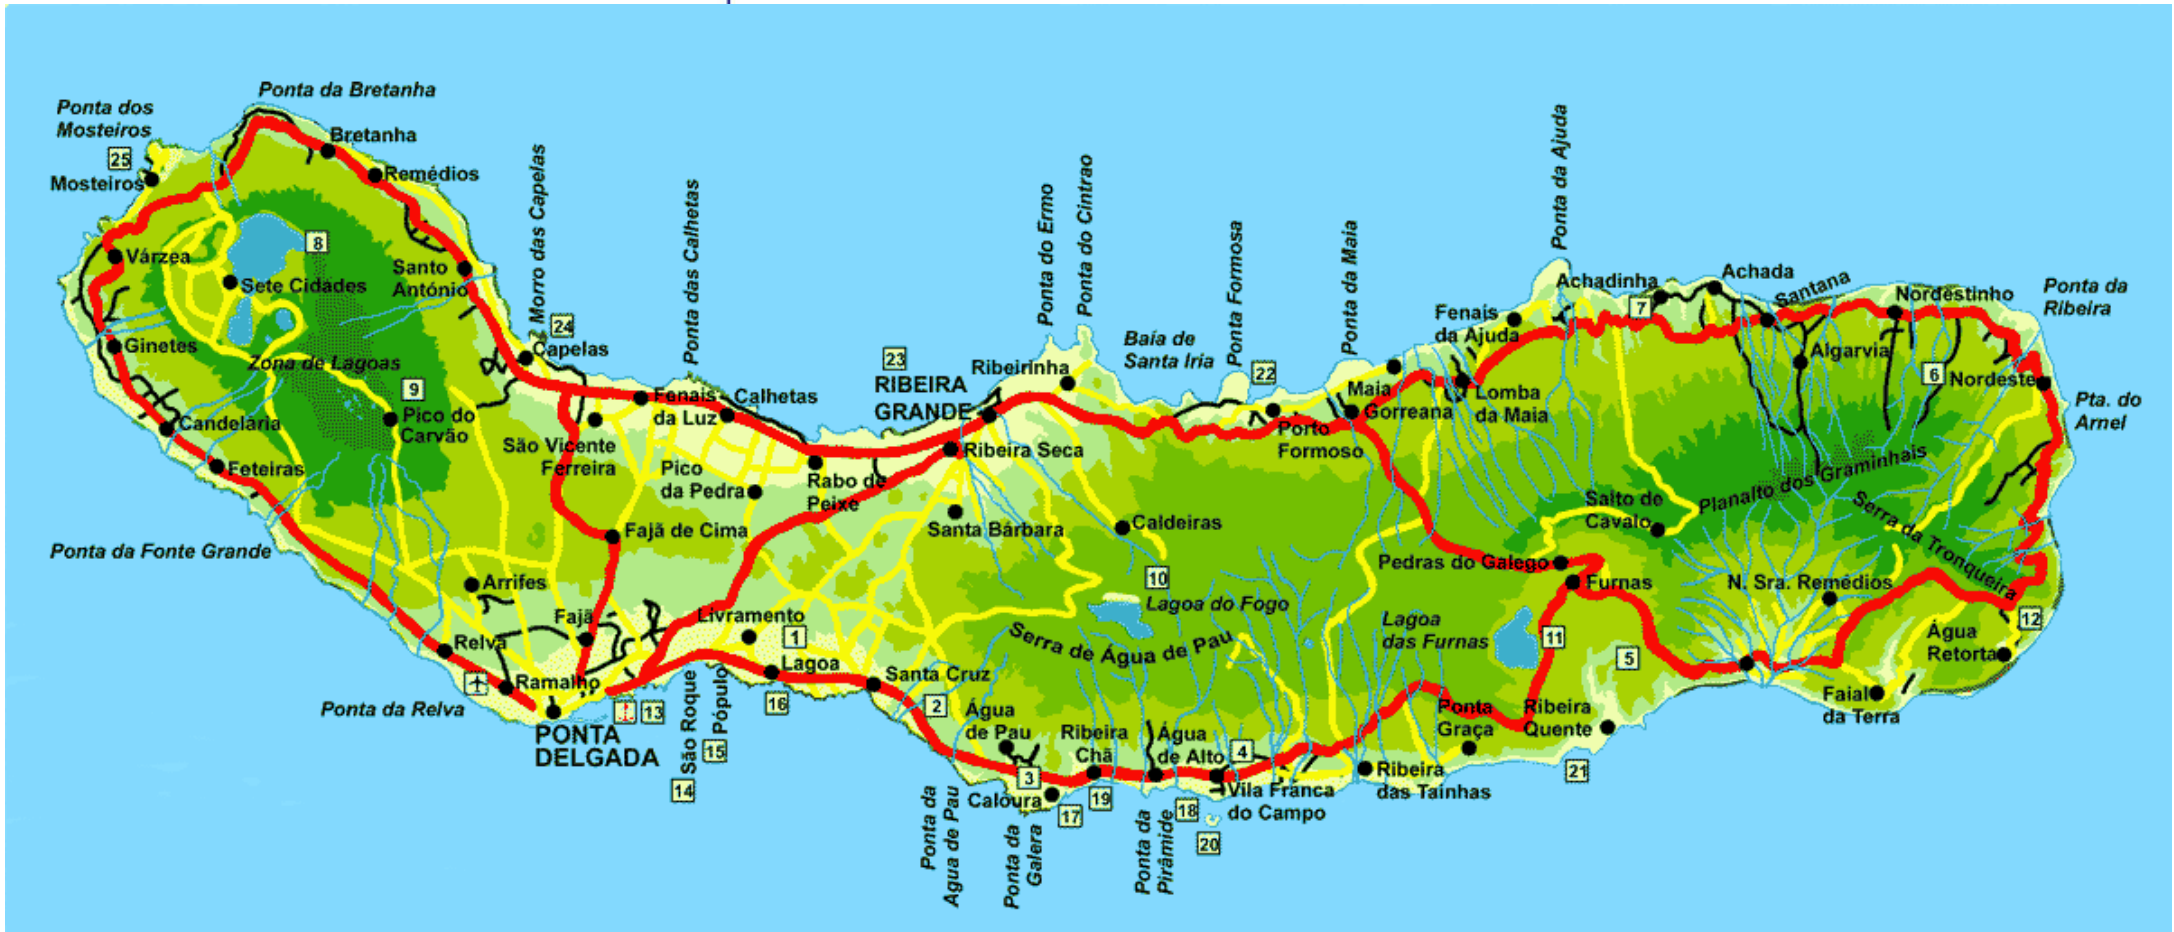 Ponta da Bretanha
Ponta dos
Mosteiros
25
Mosteiros
Bretanha
Remédios
Várzea
8
Sete Cidades
Santo
António
Morro das Capelas
24
Capelas
Ginetes
Zona de Lagoas
9
Pico do
Carvão
Candelária
Feteiras
Ponta da Fonte Grande
Ponta das Calhetas
Fenais
da Luz
Calhetas
São Vicente
Ferreira
Pico
da Pedra
Rabo de
Peixe
Fajã de Cima
Arrifes
Fajã
Relva
Ramalho
Ponta da Relva
PONTA
DELGADA
13
São Roque
14
Pópulo
15
Livramento
1
Lagoa
16
23
RIBEIRA
GRANDE
Ribeirinha
Ribeira Seca
Santa Bárbara
Ponta do Ermo
Ponta do Cintrao
Baía de
Santa Iria
Ponta Formosa
22
Porto
Formoso
Ponta da Maia
Maia
Gorreana
Caldeiras
10
Lagoa do Fogo
Serra de Água de Pau
Santa Cruz
2
Água
de Pau
3
Caloura
17
Ribeira
Chã
19
Água
de Alto
4
18
20
Vila Franca
do Campo
Ponta da
Agua de Pau
Ponta da
Galera
Ponta da
Pirâmide
Ribeira
das Tainhas
Ponta
Graça
Ribeira
Quente
21
Lagoa
das Furnas
11
5
Pedras do Galego
Furnas
Salto de
Cavalo
Fenais
da Ajuda
Lomba
da Maia
Ponta da Ajuda
Achadinha
7
Achada
Santana
Algarvia
Nordestinho
6
Nordeste
Ponta da
Ribeira
Pta. do
Arnel
Planalto dos Graminhais
Serra da Tronqueira
N. Sra. Remédios
12
Água
Retorta
Faial
da Terra